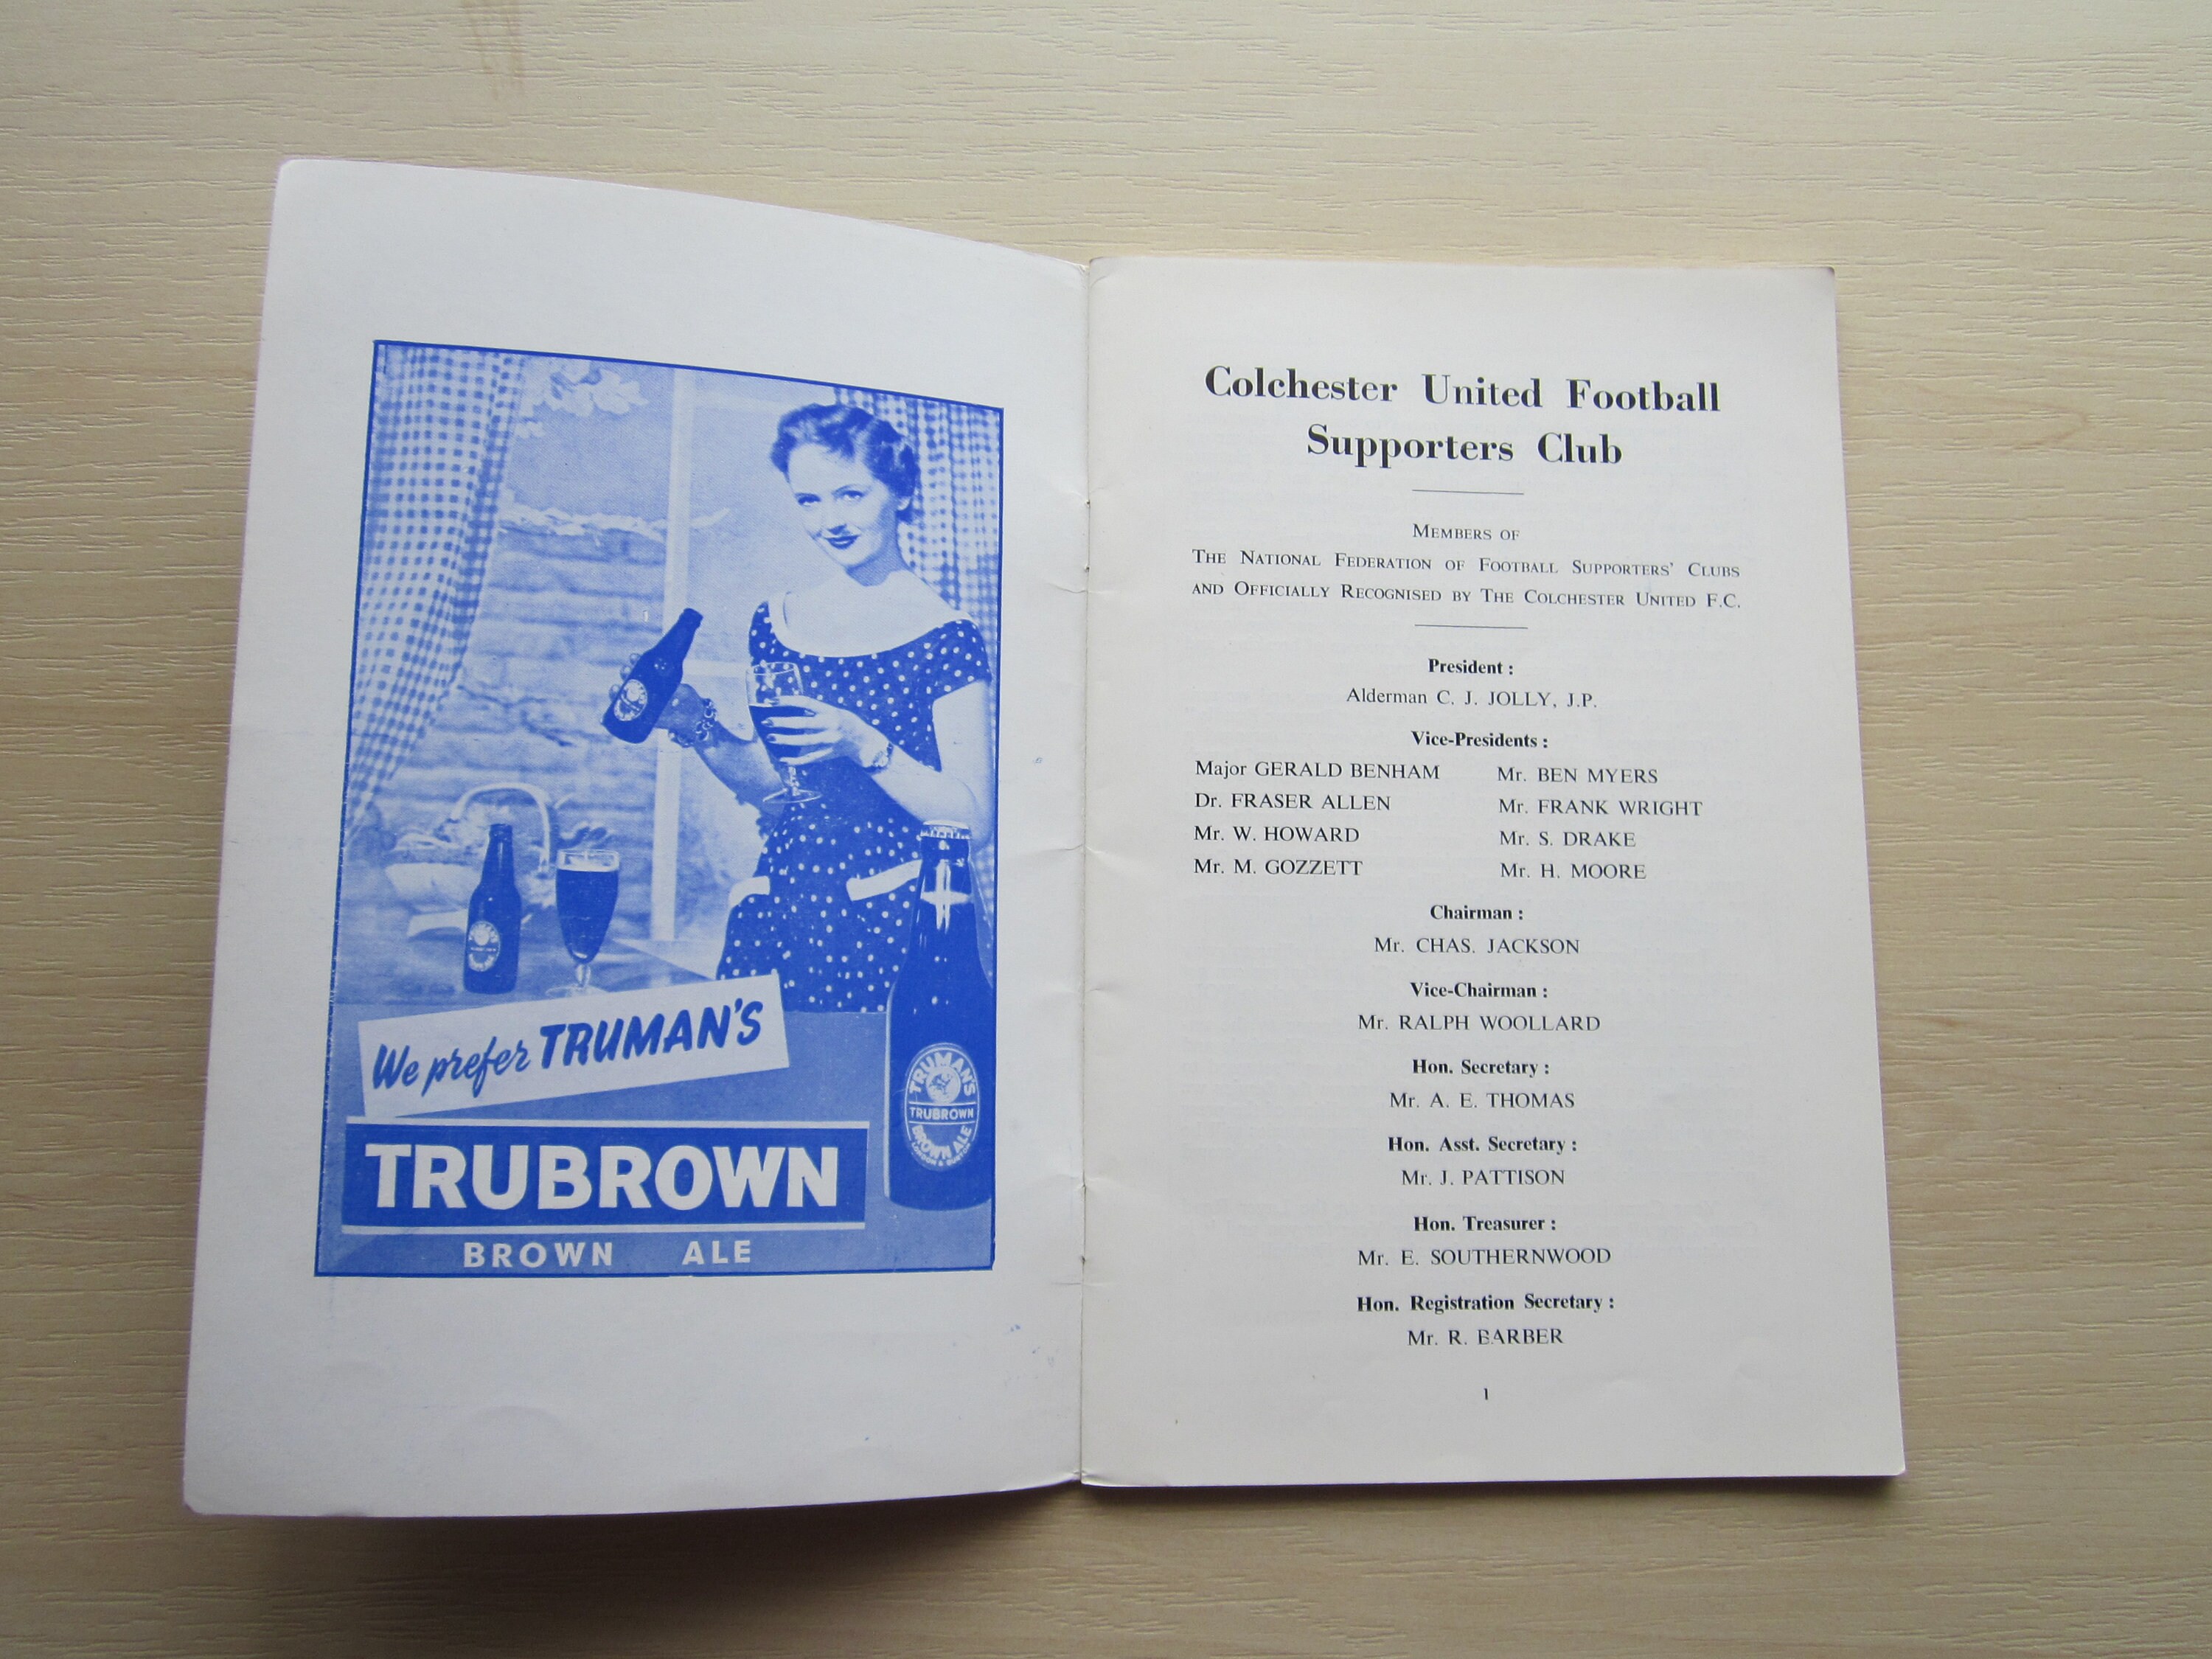 We prefer TRUMAN'S
TRUBROWN
BROWN ALE
TRUMAN'S
TRUBROWN
BROWN ALE
Colchester United Football
Supporters Club
MEMBERS OF
THE NATIONAL FEDERATION OF FOOTBALL SUPPORTERS' CLUBS
AND OFFICIALLY RECOGNISED BY THE COLCHESTER UNITED F.C.
President :
Alderman C. J. JOLLY, J.P.
Vice-Presidents :
Major GERALD BENHAM Mr. BEN MYERS
Dr. FRASER ALLEN Mr. FRANK WRIGHT
Mr. W. HOWARD Mr. S. DRAKE
Mr. M. GOZZETT Mr. H. MOORE
Chairman :
Mr. CHAS. JACKSON
Vice-Chairman :
Mr. RALPH WOOLLARD
Hon. Secretary :
Mr. A. E. THOMAS
Hon. Asst. Secretary :
Mr. J. PATTISON
Hon. Treasurer :
Mr. E. SOUTHERNWOOD
Hon. Registration Secretary :
Mr. R. BARBER
1